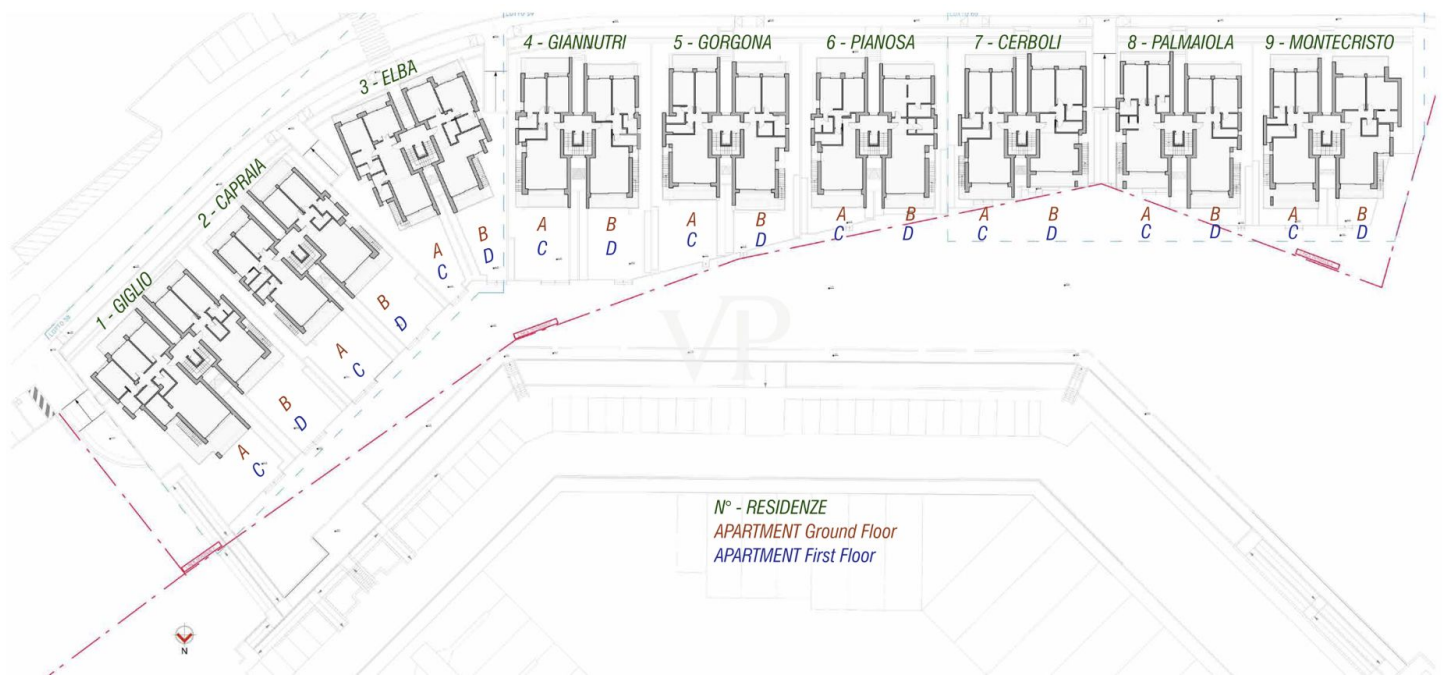 4 - GIANNUTRI
5 - GORGONA
6 - PIANOSA
7 - CERBOLI
8 - PALMAIOLA
9 - MONTECRISTO
3 - ELBA
2 - CAPRAIA
1 - GIGLIO
A B
C D
A B
C D
A B
C D
A B
C D
A B
C D
A B
C D
A B
C D
A B
C D
A B
C D
VP
N° - RESIDENZE
APARTMENT Ground Floor
APARTMENT First Floor
N